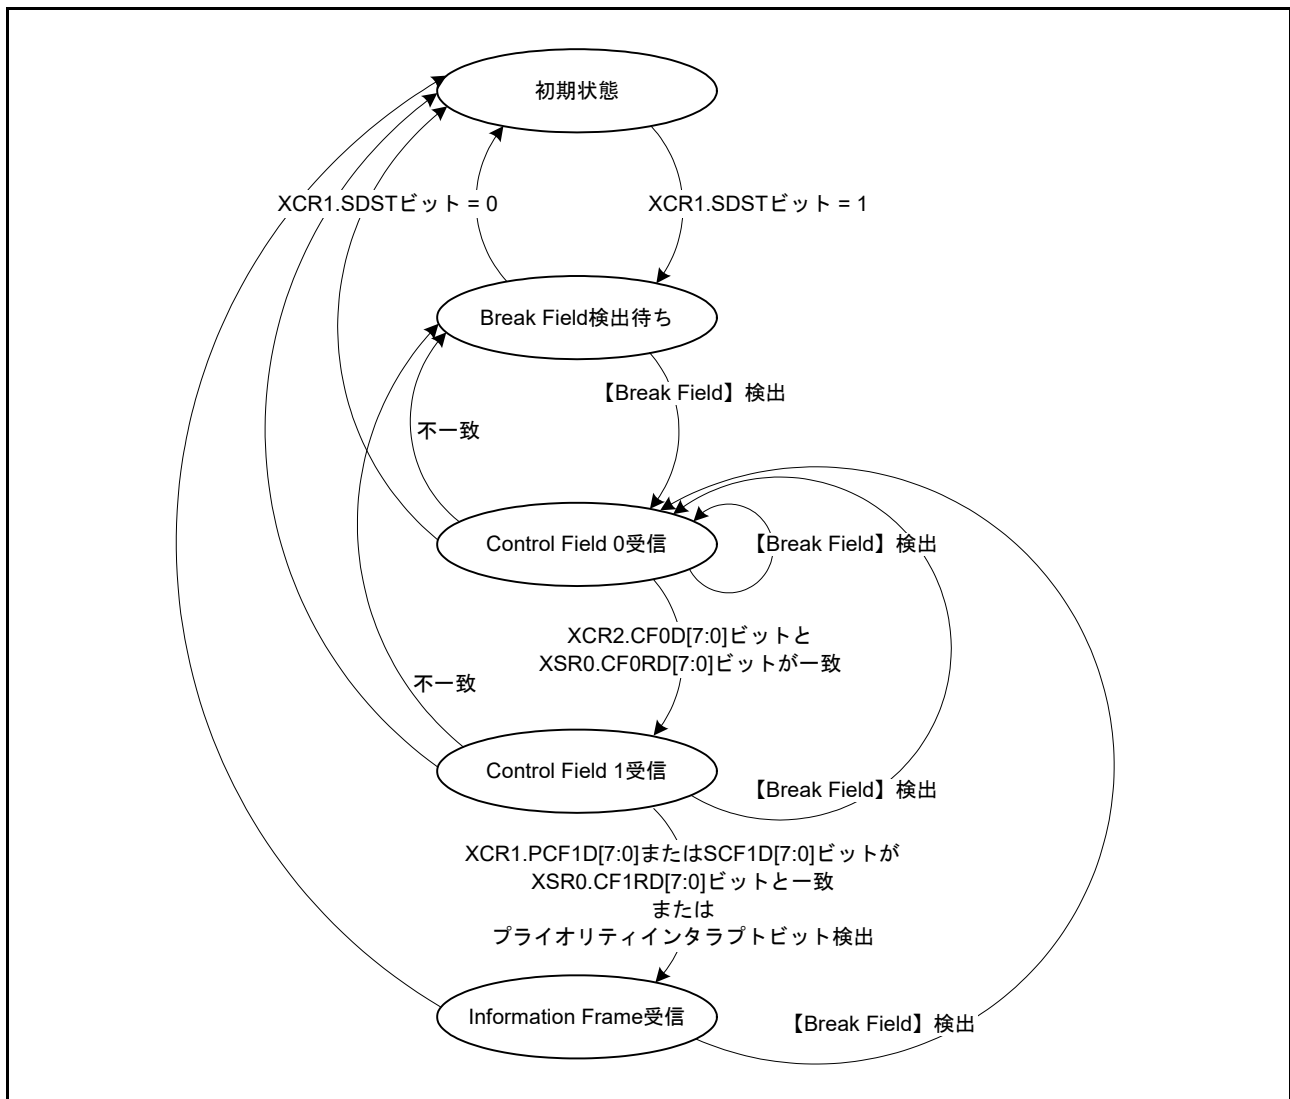 初期状態
XCR1.SDSTビット = 0
XCR1.SDSTビット = 1
Break Field検出待ち
【Break Field】検出
不一致
Control Field 0受信
【Break Field】検出
XCR2.CF0D[7:0]ビットと
XSR0.CF0RD[7:0]ビットが一致
不一致
Control Field 1受信
【Break Field】検出
XCR1.PCF1D[7:0]またはSCF1D[7:0]ビットが
XSR0.CF1RD[7:0]ビットと一致
または
プライオリティインタラプトビット検出
Information Frame受信
【Break Field】検出